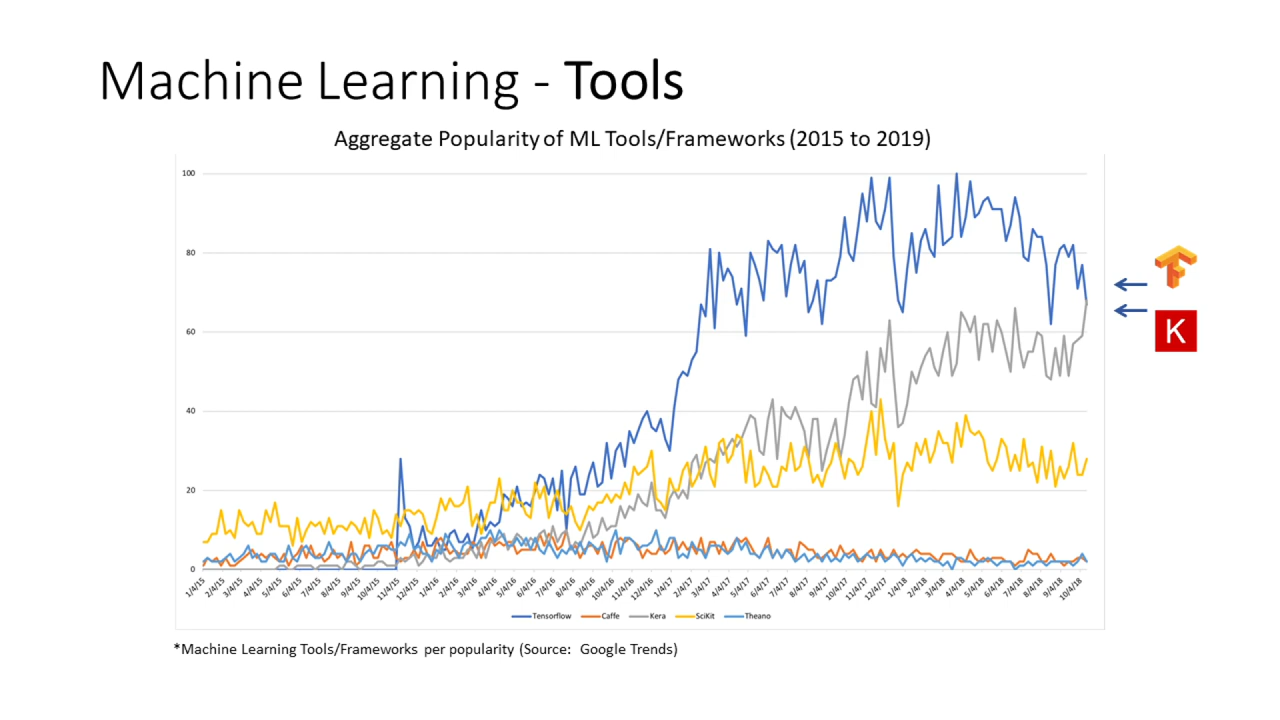 Machine Learning - Tools
Aggregate Popularity of ML Tools/Frameworks (2015 to 2019)
100
80
60
40
20
0
1/4/15 2/4/15 3/4/15 4/4/15 5/4/15 6/4/15 7/4/15 8/4/15 9/4/15 10/4/15 11/4/15 12/4/15 1/4/16 2/4/16 3/4/16 4/4/16 5/4/16 6/4/16 7/4/16 8/4/16 9/4/16 10/4/16 11/4/16 12/4/16 1/4/17 2/4/17 3/4/17 4/4/17 5/4/17 6/4/17 7/4/17 8/4/17 9/4/17 10/4/17 11/4/17 12/4/17 1/4/18 2/4/18 3/4/18 4/4/18 5/4/18 6/4/18 7/4/18 8/4/18 9/4/18 10/4/18
Tensorflow Caffe Kera SciKit Theano
K
*Machine Learning Tools/Frameworks per popularity (Source: Google Trends)